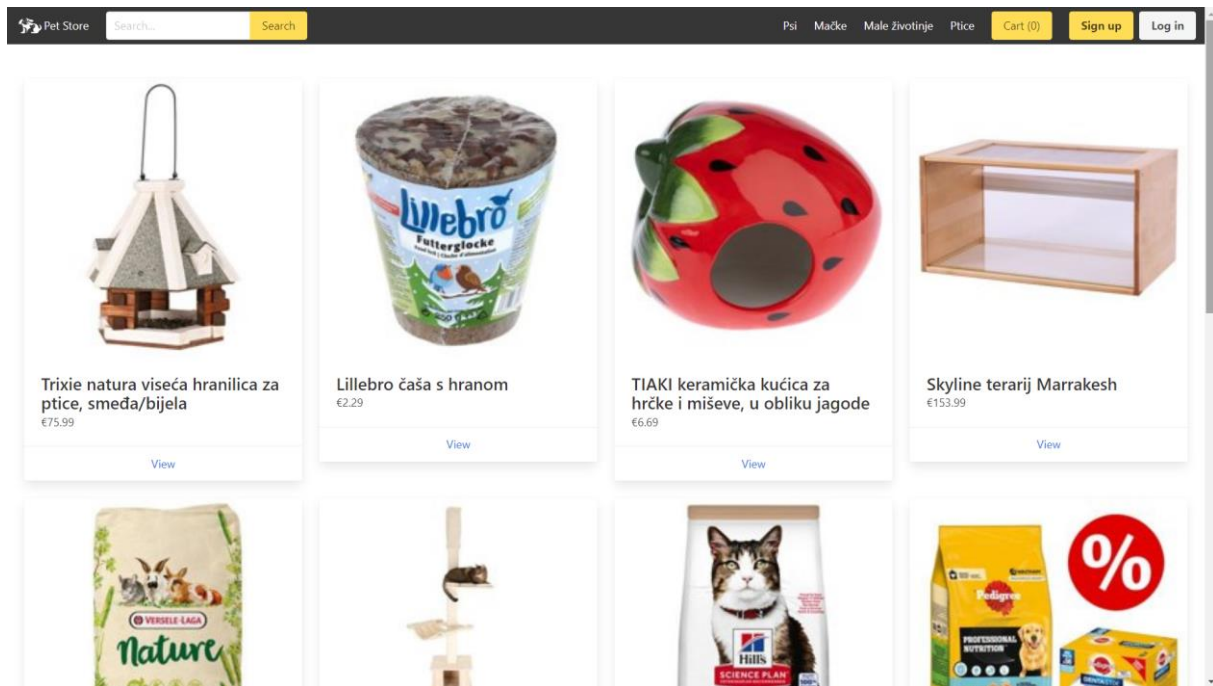 Pet Store
Search...
Search
Psi
Mačke
Male životinje
Ptice
Cart (0)
Sign up
Log in
Lillebro
Futterglocke
Trixie natura viseća hranilica za
ptice, smeđa/bijela
€75.99
View
Lillebro čaša s hranom
€2.29
View
TIAKI keramička kućica za
hrčke i miševe, u obliku jagode
€6.69
View
Skyline terarij Marrakesh
€153.99
View
VERSELE-LAGA
Nature
Hill's
SCIENCE PLAN
%
Pedigree
PROFESSIONAL
NUTRITION
Pedigree
DENTASTIX